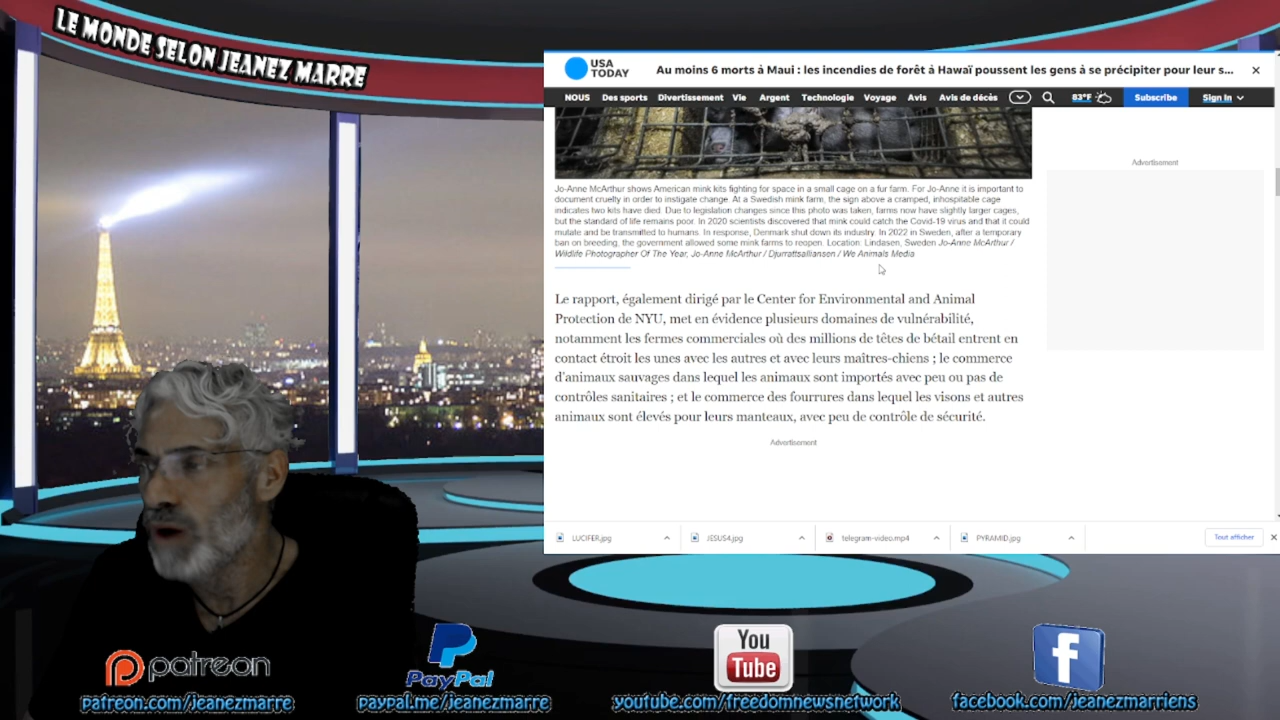 LE MONDE SELON JEANEZ MARRE
USA
TODAY
Au moins 6 morts à Maui : les incendies de forêt à Hawaï poussent les gens à se précipiter pour leur s...
NOUS Des sports Divertissement Vie Argent Technologie Voyage Avis Avis de décès 83°F Subscribe Sign In
Advertisement
Jo-Anne McArthur shows American mink kits fighting for space in a small cage on a fur farm. For Jo-Anne it is important to
document cruelty in order to instigate change. At a Swedish mink farm, the sign above a cramped, inhospitable cage
indicates two kits have died. Due to legislation changes since this photo was taken, farms now have slightly larger cages,
but the standard of life remains poor. In 2020 scientists discovered that mink could catch the Covid-19 virus and that it could
mutate and be transmitted to humans. In response, Denmark shut down its industry. In 2022 in Sweden, after a temporary
ban on breeding, the government allowed some mink farms to reopen. Location: Lindasen, Sweden Jo-Anne McArthur /
Wildlife Photographer Of The Year, Jo-Anne McArthur / Djurrattsalliansen / We Animals Media
Le rapport, également dirigé par le Center for Environmental and Animal
Protection de NYU, met en évidence plusieurs domaines de vulnérabilité,
notamment les fermes commerciales où des millions de têtes de bétail entrent en
contact étroit les unes avec les autres et avec leurs maîtres-chiens ; le commerce
d'animaux sauvages dans lequel les animaux sont importés avec peu ou pas de
contrôles sanitaires ; et le commerce des fourrures dans lequel les visons et autres
animaux sont élevés pour leurs manteaux, avec peu de contrôle de sécurité.
Advertisement
LUCIFER.jpg JESUS4.jpg telegram-video.mp4 PYRAMID.jpg Tout afficher
patreon PayPal You Tube
patreon.com/jeanezmarre paypal.me/jeanezmarre youtube.com/freedomnewsnetwork facebook.com/jeanezmarriens